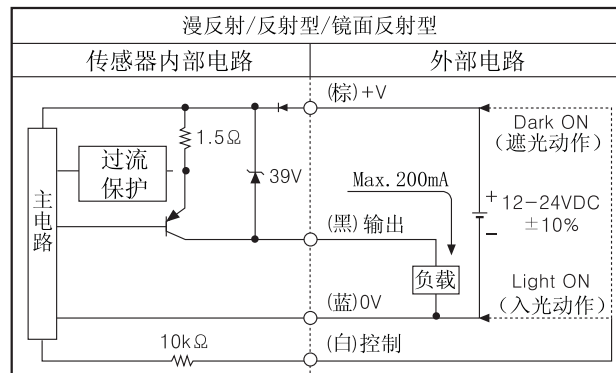 漫反射/反射型/镜面反射型
传感器内部电路
外部电路
(棕)+V
1.5Ω
过流
保护
39V
主电路
Dark ON
(遮光动作)
Max. 200mA
+
12-24VDC
±10%
-
(黑)输出
负载
Light ON
(入光动作)
(蓝)0V
10kΩ
(白)控制